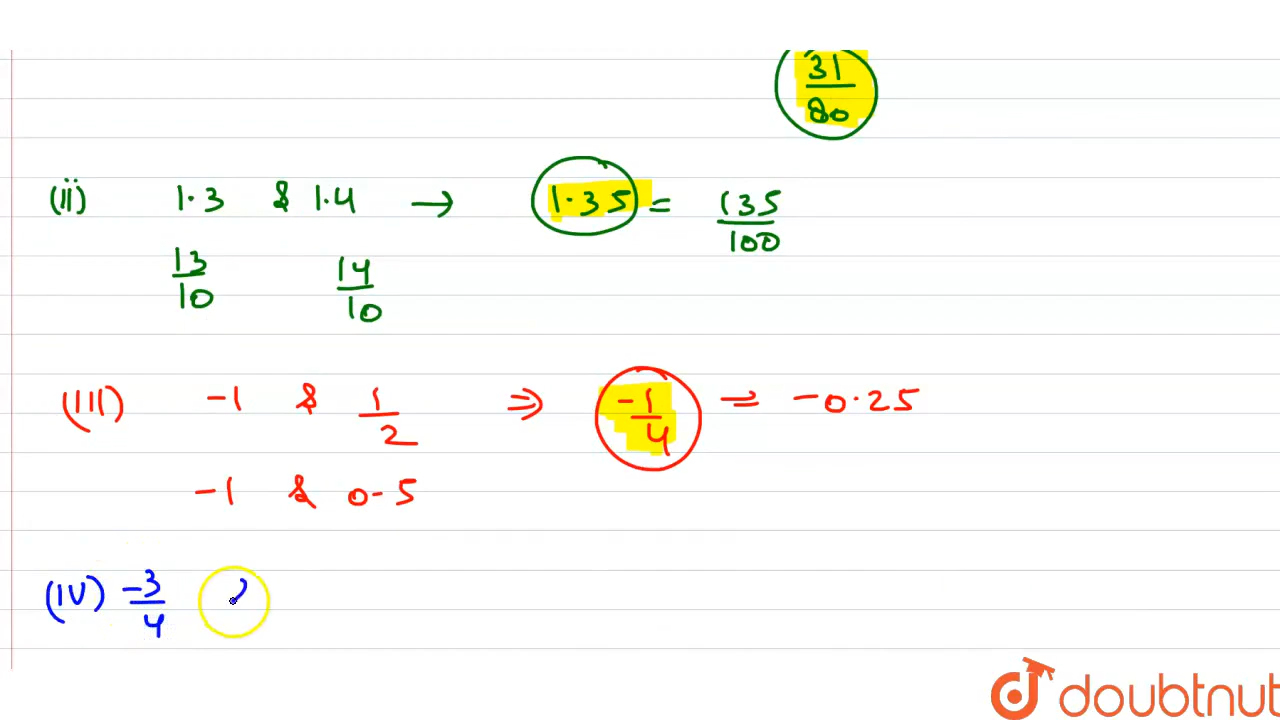 31
80
(ii) 1.3 & 1.4 → 1.35 = 135
100
13 14
10 10
(III) -1 & 1 ⇒ -1 = -0.25
2 4
-1 & 0.5
(IV) -3
4
doubtnut